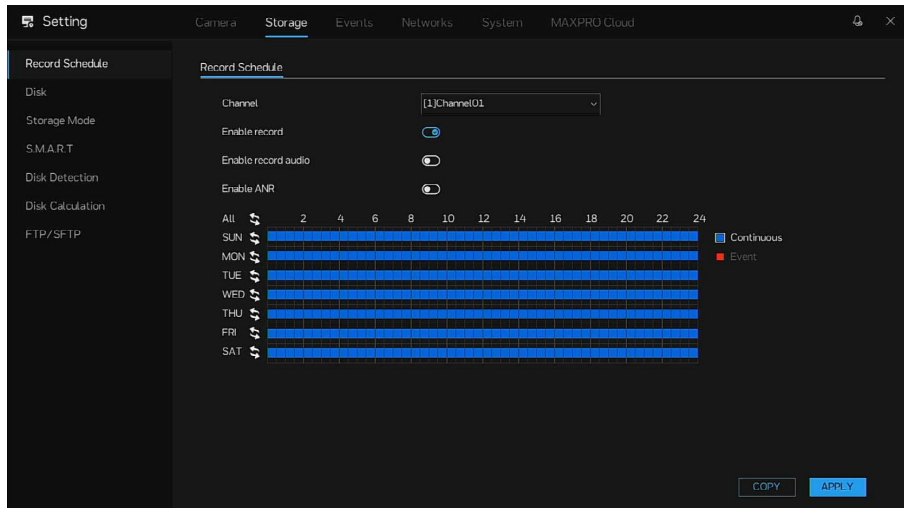 Setting Camera Storage Events Networks System MAXPRO Cloud
Record Schedule
Disk
Storage Mode
S.M.A.R.T
Disk Detection
Disk Calculation
FTP/SFTP
Record Schedule
Channel [1]Channel01
Enable record
Enable record audio
Enable ANR
All 2 4 6 8 10 12 14 16 18 20 22 24
SUN Continuous
MON Event
TUE
WED
THU
FRI
SAT
COPY APPLY